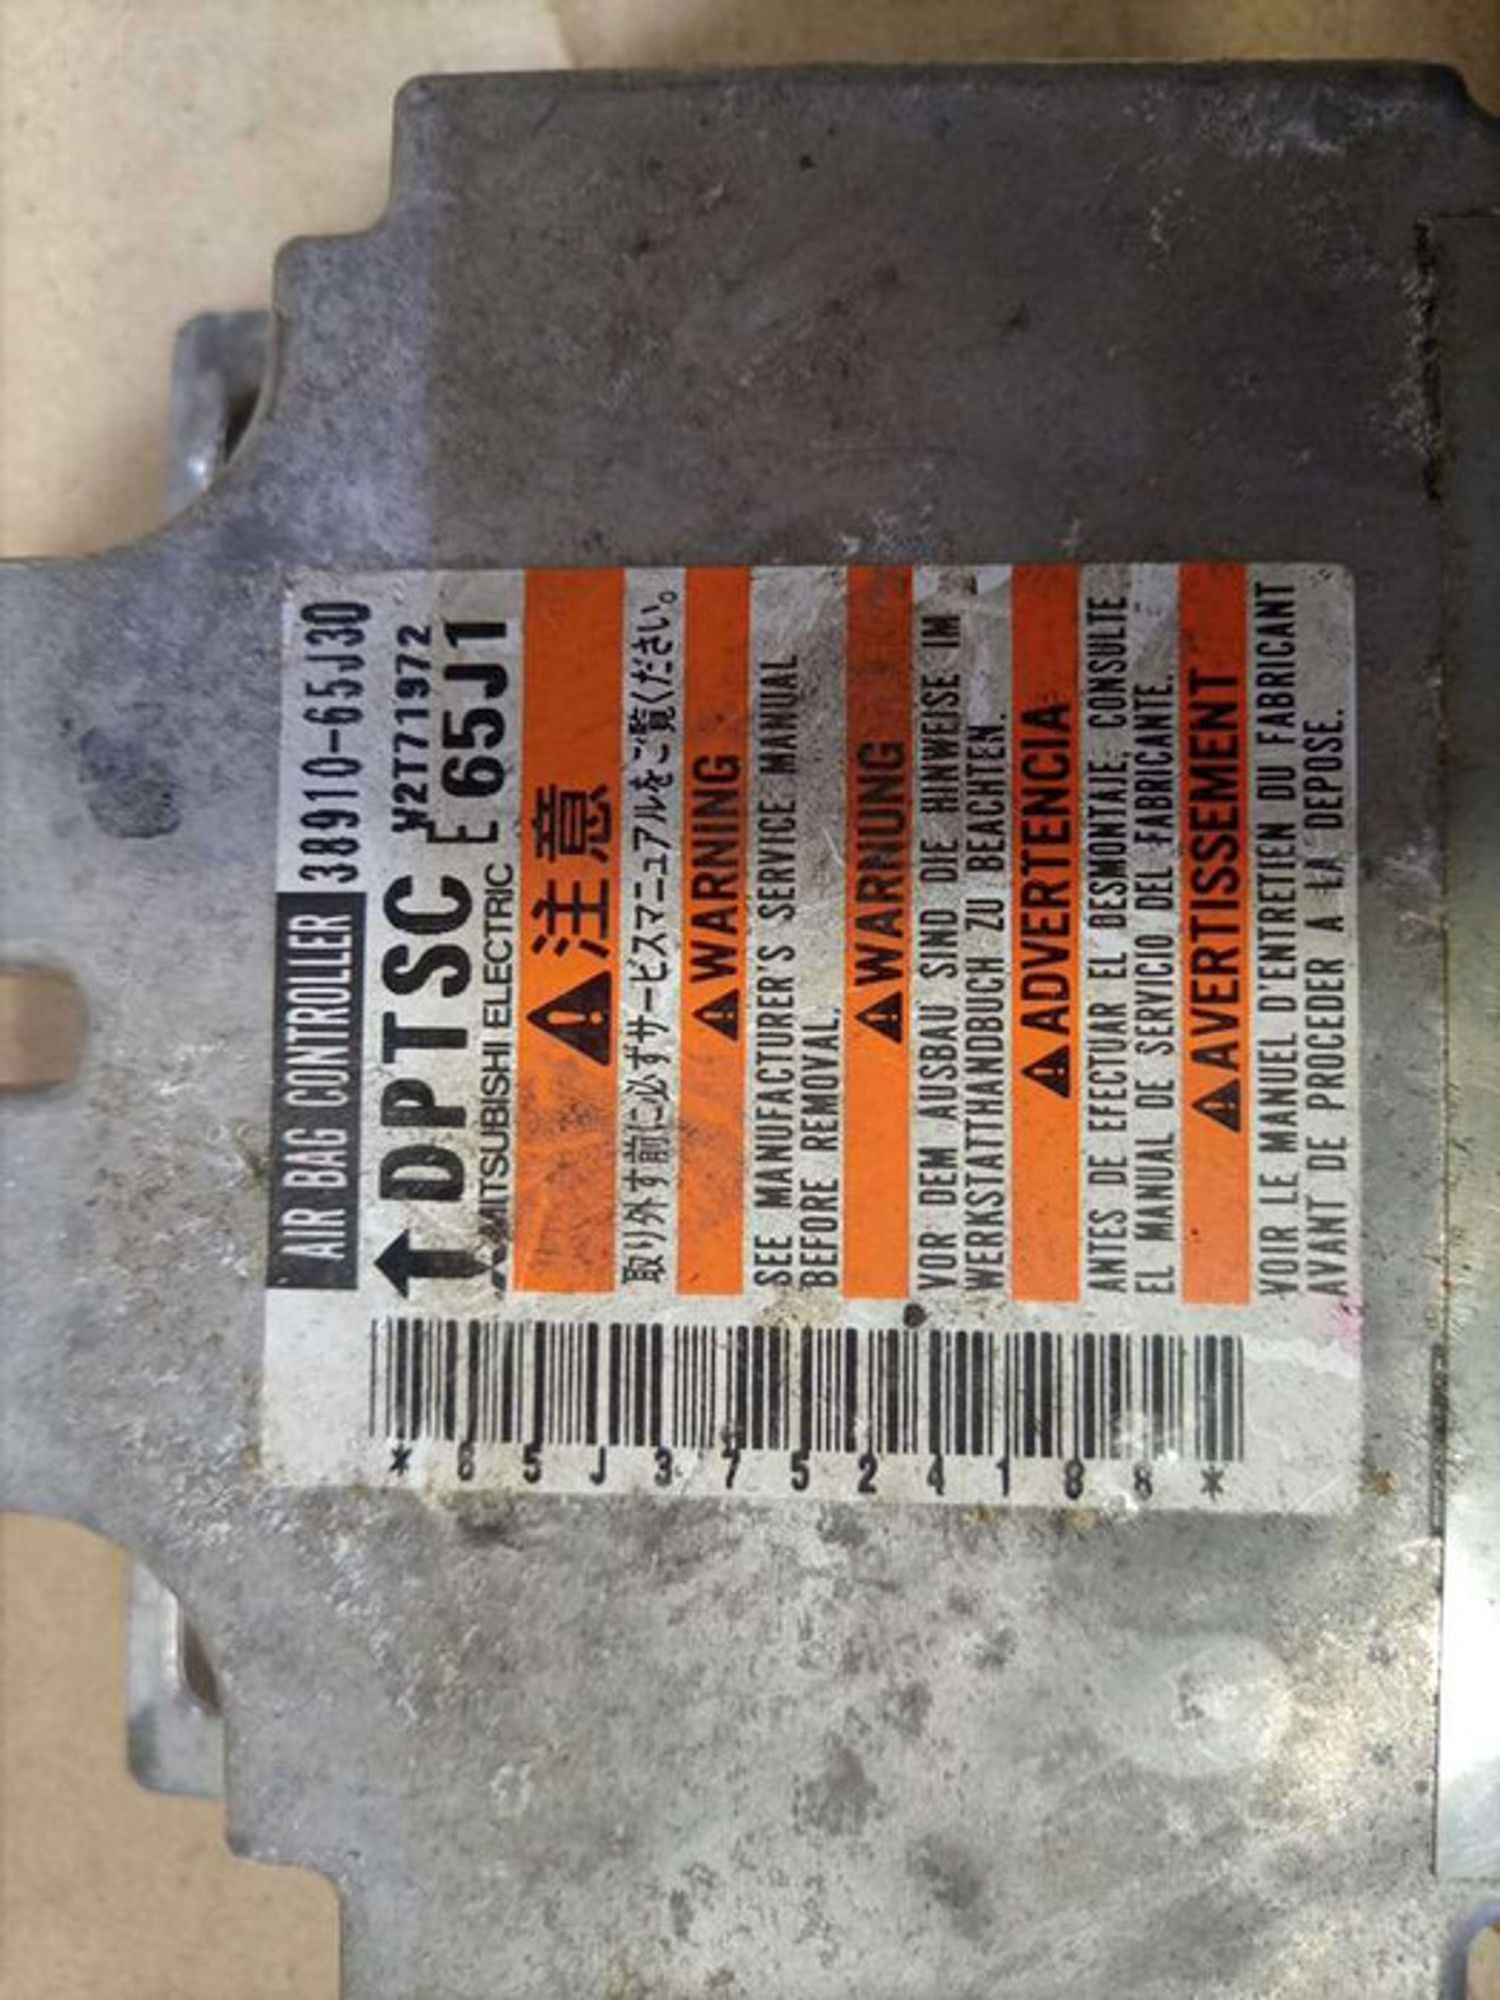 AIR BAG CONTROLLER 38910-65J30
W2T71972
DPTSC E 65J1
MITSUBISHI ELECTRIC
注意
取り外す前に必ずサービスマニュアルをご覧ください。
WARNING
SEE MANUFACTURER'S SERVICE MANUAL
BEFORE REMOVAL.
WARNUNG
VOR DEM AUSBAU SIND DIE HINWEISE IM
WERKSTATTHANDBUCH ZU BEACHTEN.
ADVERTENCIA
ANTES DE EFECTUAR EL DESMONTAJE, CONSULTE
EL MANUAL DE SERVICIO DEL FABRICANTE.
AVERTISSEMENT
VOIR LE MANUEL D'ENTRETIEN DU FABRICANT
AVANT DE PROCEDER A LA DEPOSE.
*65J37524188*